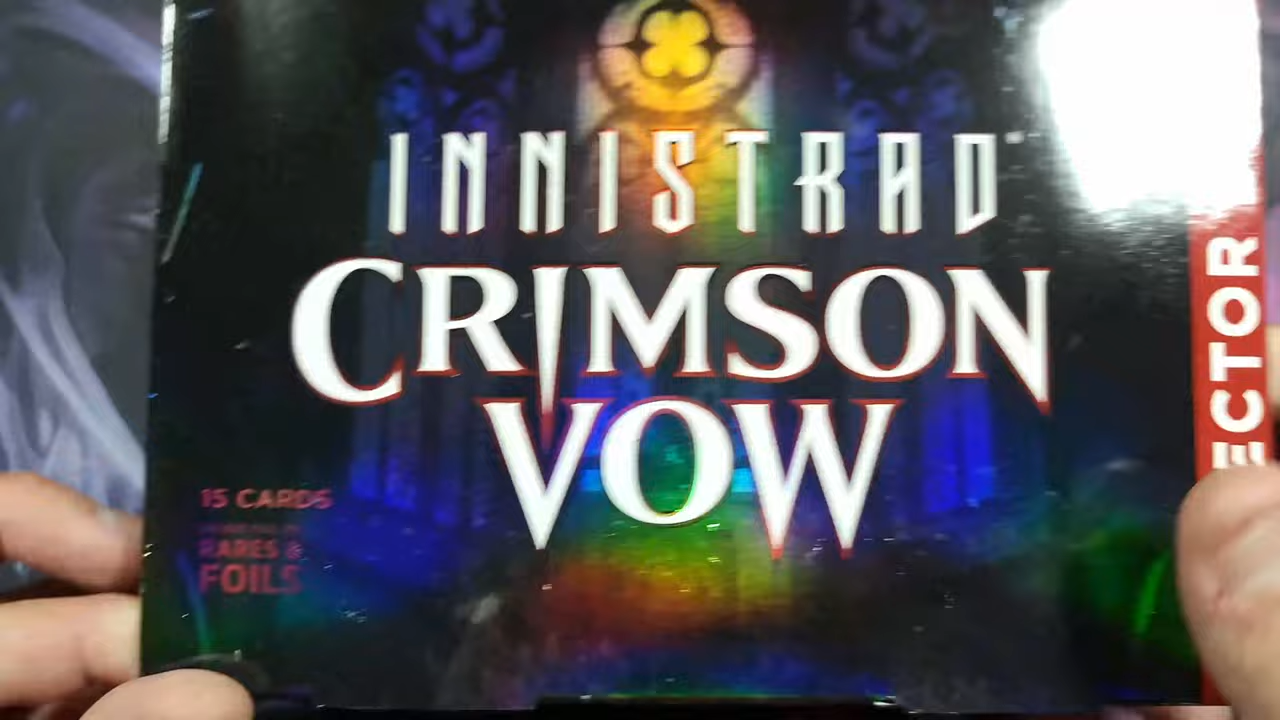 INNISTRAD
CRIMSON
VOW
ECTOR
15 CARDS
RARES &
FOILS